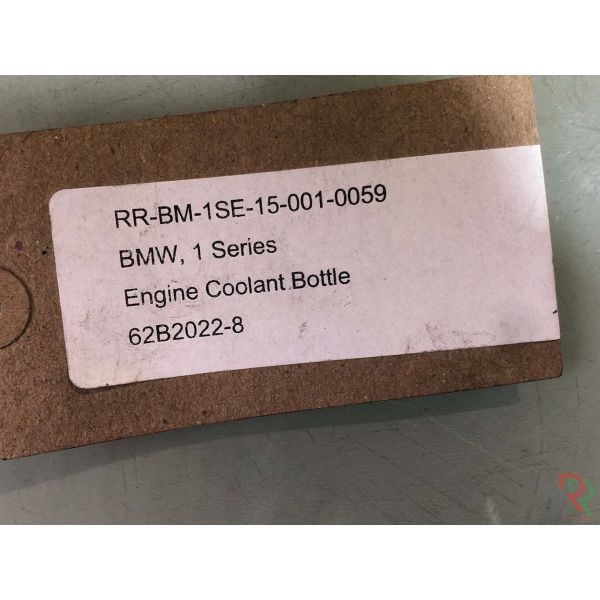 RR-BM-1SE-15-001-0059
BMW, 1 Series
Engine Coolant Bottle
62B2022-8